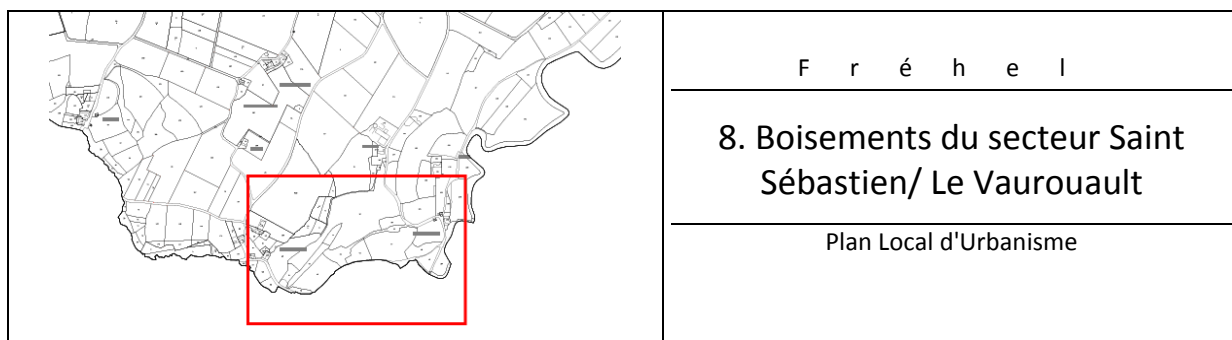 F r é h e l
8. Boisements du secteur Saint
Sébastien/ Le Vaurouault
Plan Local d'Urbanisme